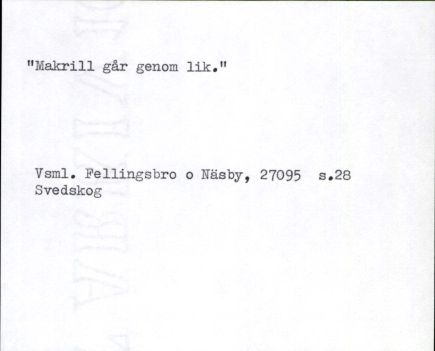 "Makrill går genom lik."
Vsml. Fellingsbro o Näsby, 27095 s.28
Svedskog